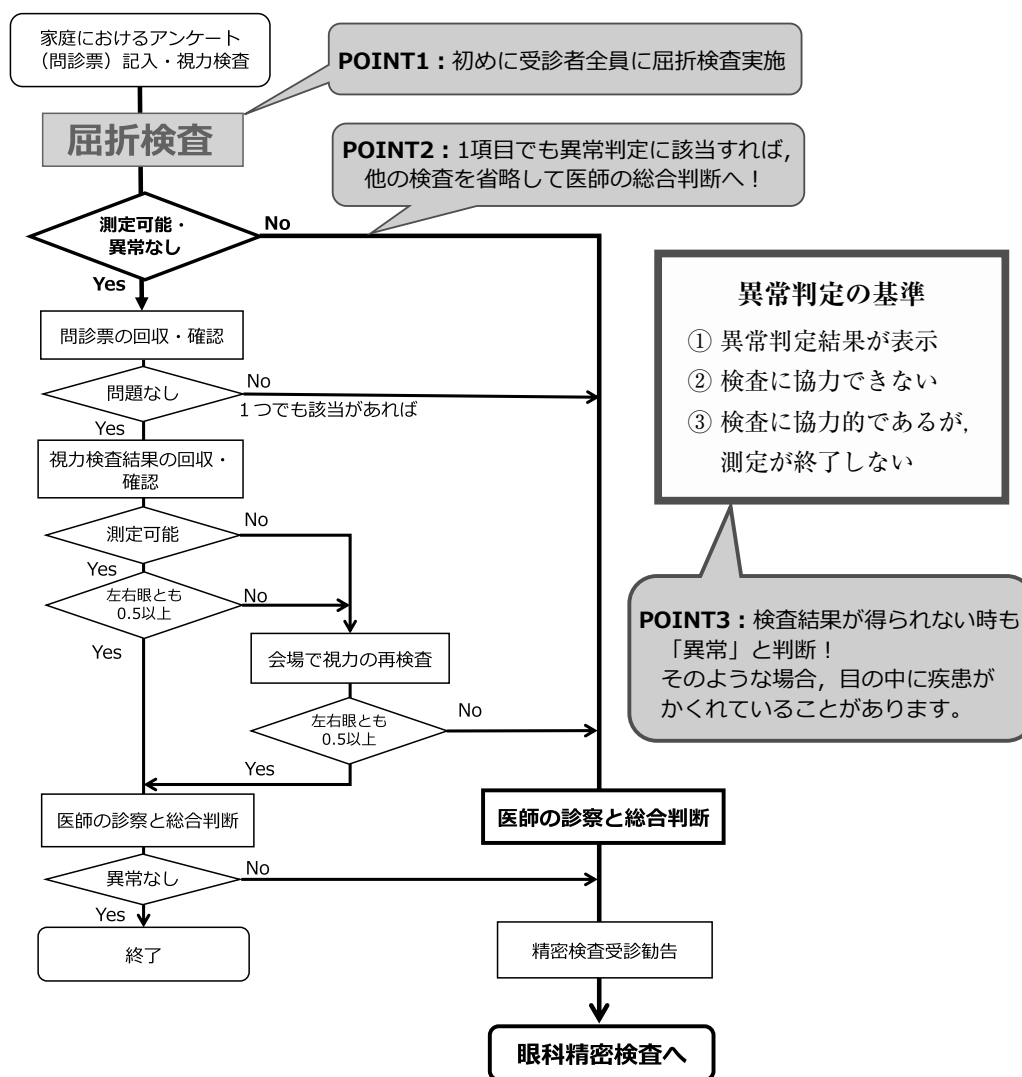 家庭におけるアンケート
（問診票）記入・視力検査
POINT1：初めに受診者全員に屈折検査実施
屈折検査
POINT2：1項目でも異常判定に該当すれば，
他の検査を省略して医師の総合判断へ！
測定可能・
異常なし
No
Yes
異常判定の基準
① 異常判定結果が表示
② 検査に協力できない
③ 検査に協力的であるが，
測定が終了しない
問診票の回収・確認
問題なし
No
１つでも該当があれば
Yes
視力検査結果の回収・
確認
測定可能
No
Yes
左右眼とも
0.5以上
No
Yes
POINT3：検査結果が得られない時も
「異常」と判断！
そのような場合，目の中に疾患が
かくれていることがあります。
会場で視力の再検査
左右眼とも
0.5以上
No
Yes
医師の診察と総合判断
医師の診察と総合判断
異常なし
No
Yes
終了
精密検査受診勧告
眼科精密検査へ